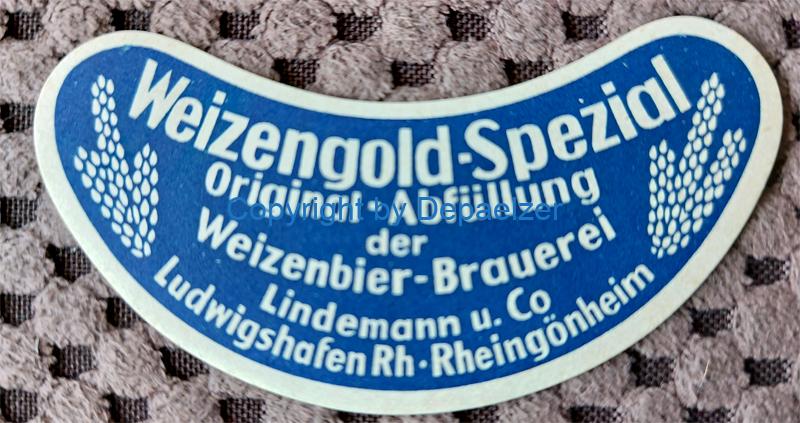 Weizengold-Spezial
Original-Abfüllung
Copyright by Depaelzer
der
Weizenbier-Brauerei
Lindemann u. Co
Ludwigshafen Rh·Rheingönheim